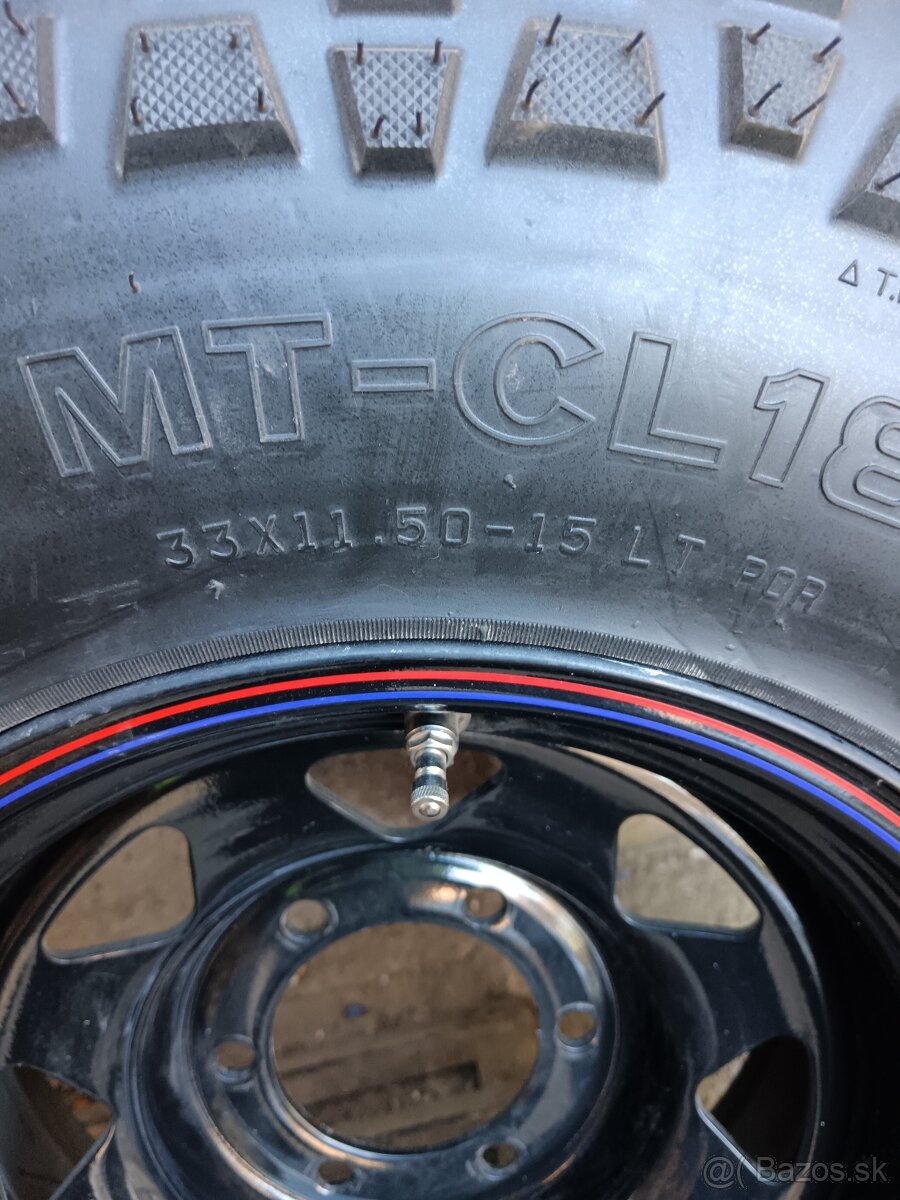 △ T.
MT-CL18
33X11.50-15 LT POR
@( Bazos.sk